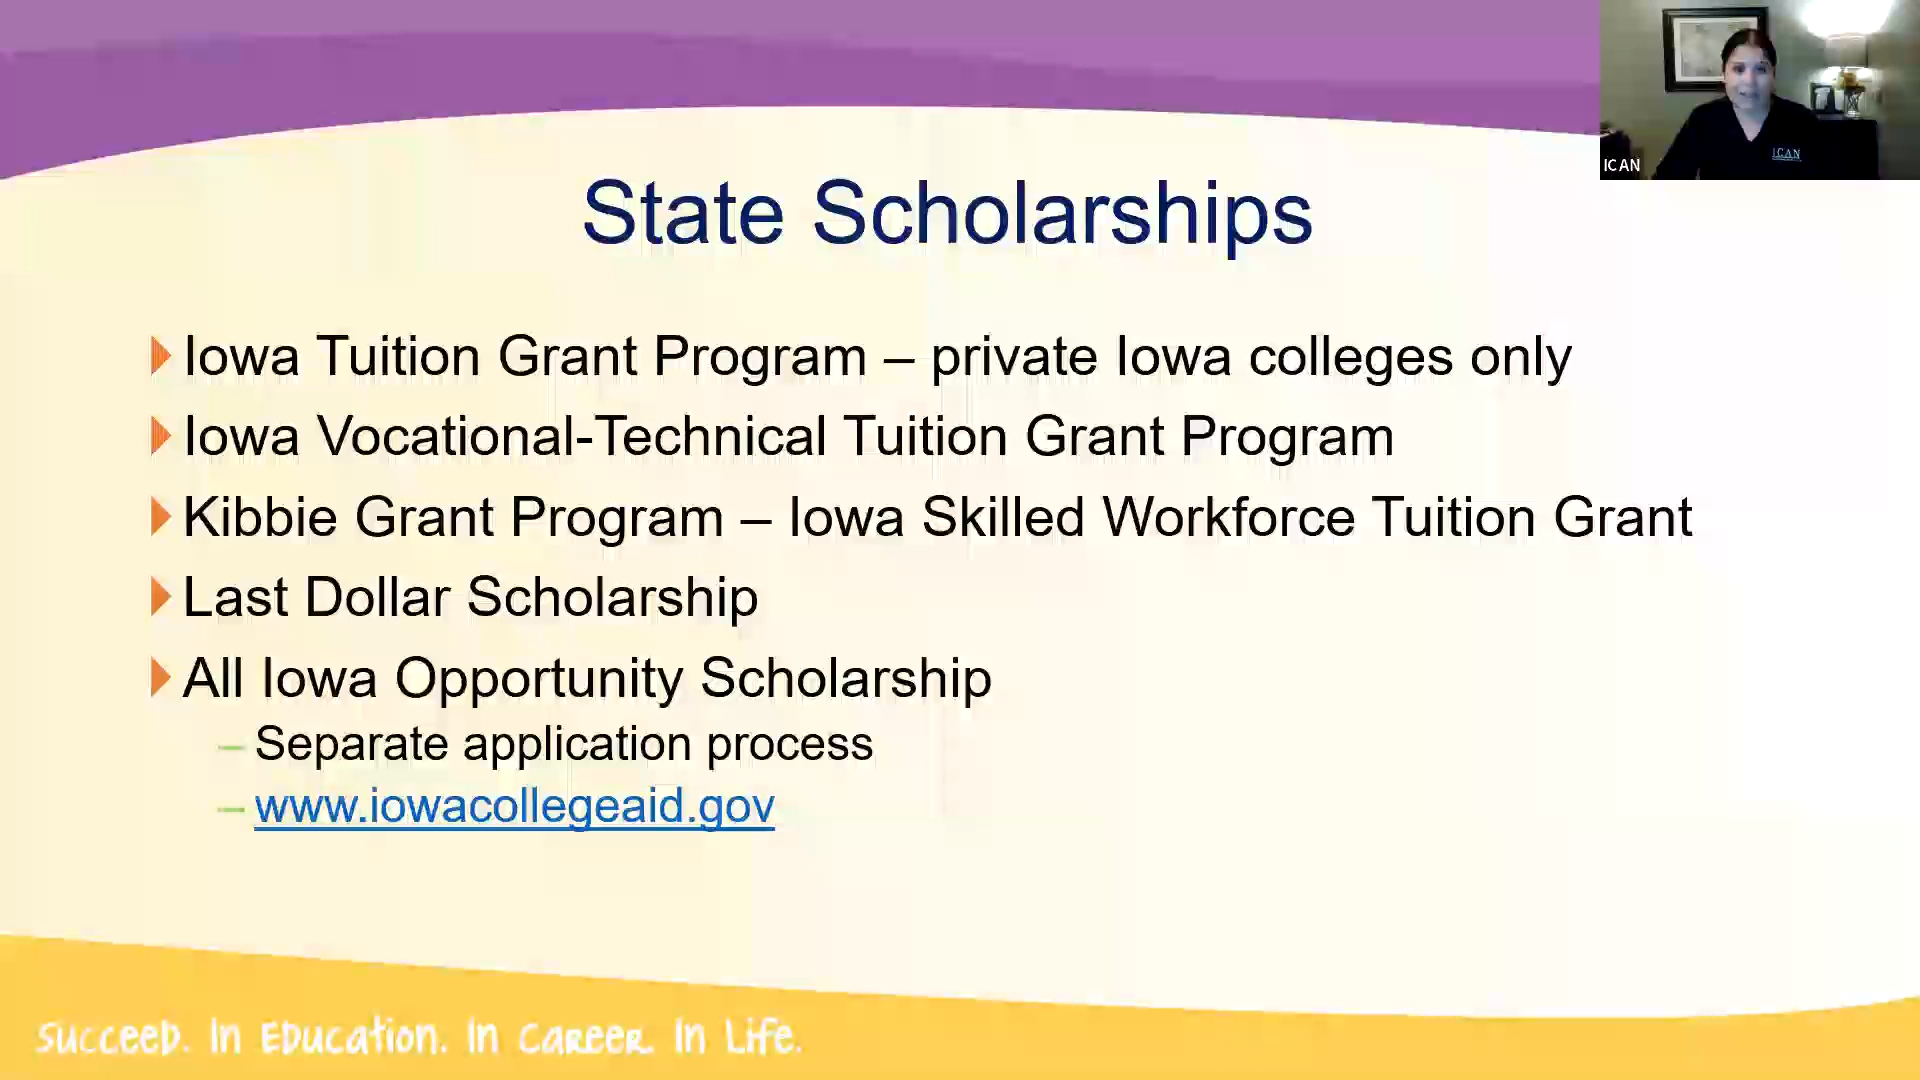 ICAN
ICAN
State Scholarships
Iowa Tuition Grant Program – private Iowa colleges only
Iowa Vocational-Technical Tuition Grant Program
Kibbie Grant Program – Iowa Skilled Workforce Tuition Grant
Last Dollar Scholarship
All Iowa Opportunity Scholarship
– Separate application process
– www.iowacollegeaid.gov
Succeed. In Education. In Career. In Life.